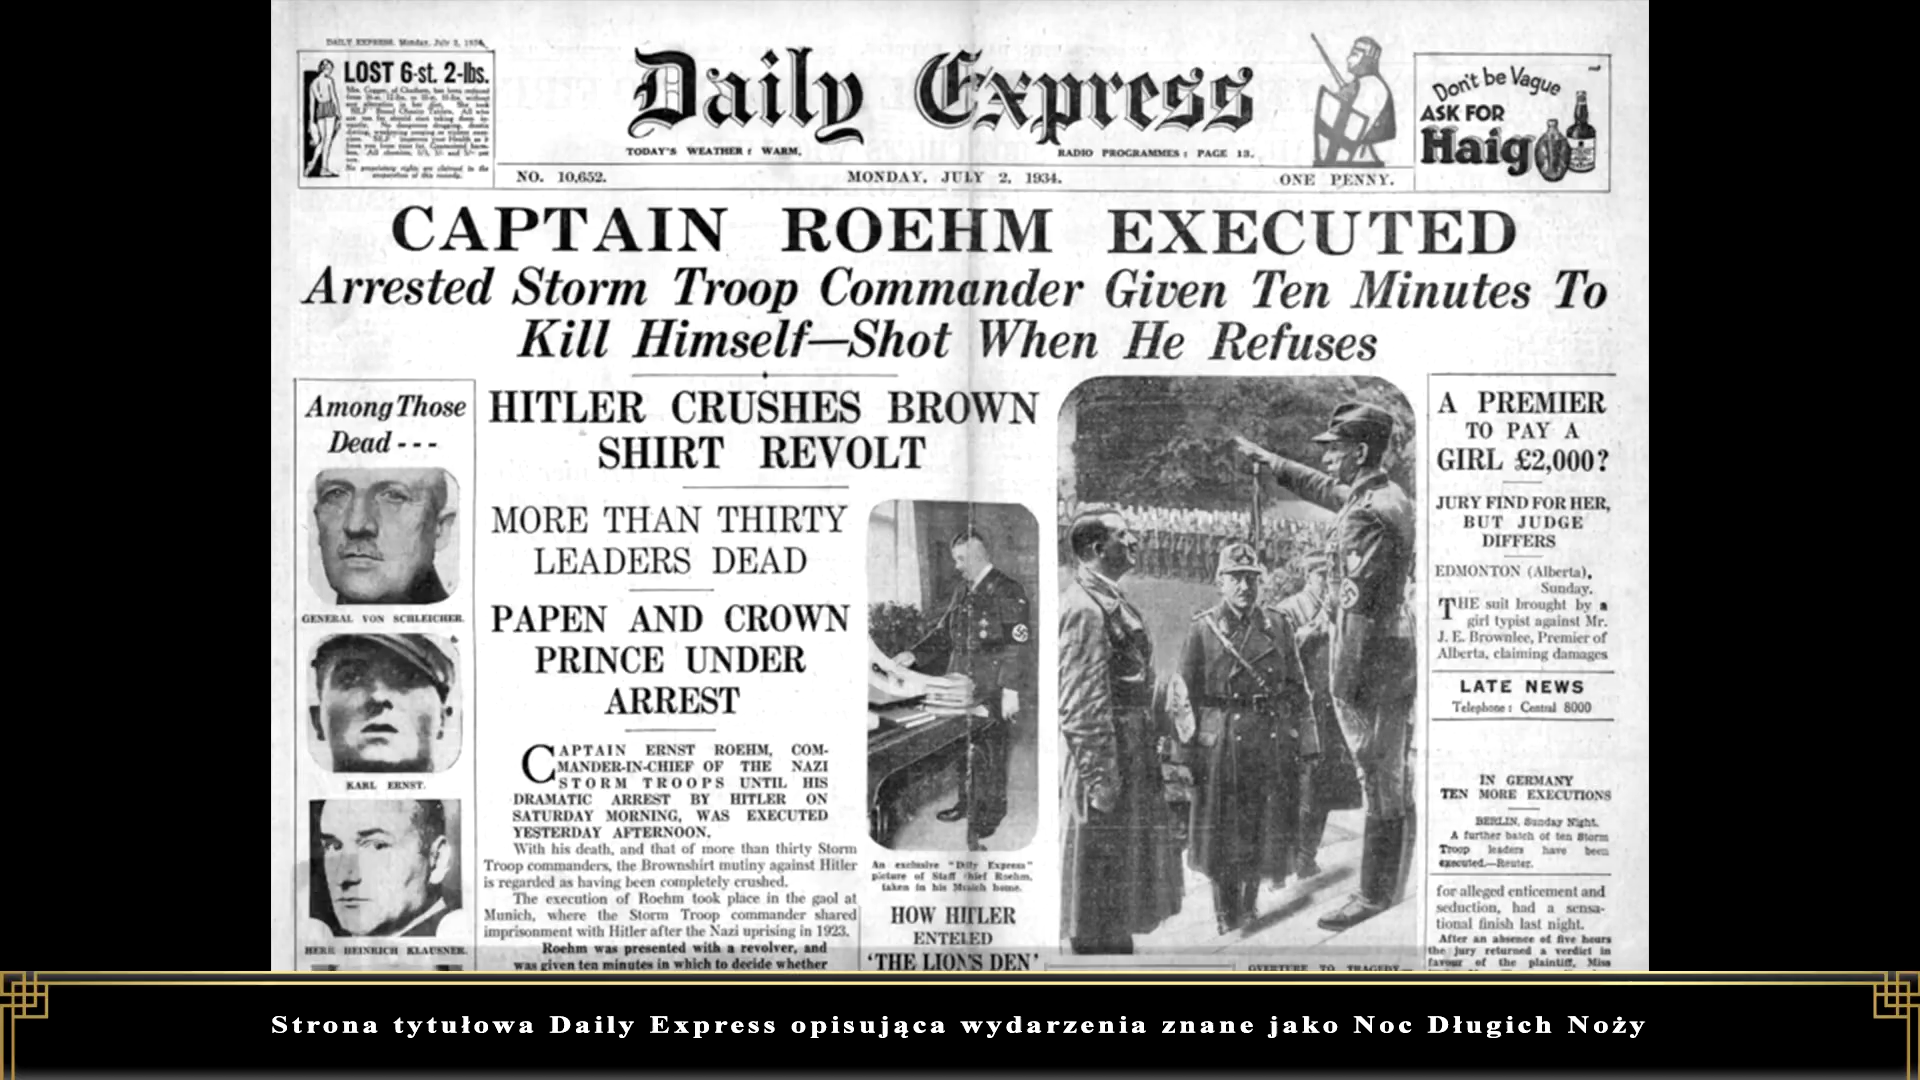 DAILY EXPRESS, Monday, July 2, 1934.
LOST 6-st. 2-lbs.
Daily Express
TODAY'S WEATHER: WARM.
RADIO PROGRAMMES: PAGE 13.
Don't be Vague
ASK FOR
Haig
NO. 10,652.
MONDAY, JULY 2, 1934.
ONE PENNY.
CAPTAIN ROEHM EXECUTED
Arrested Storm Troop Commander Given Ten Minutes To
Kill Himself—Shot When He Refuses
Among Those
Dead - - -
GENERAL VON SCHLEICHER.
KARL ERNST.
HERR HEINRICH KLAUSNER.
HITLER CRUSHES BROWN
SHIRT REVOLT
MORE THAN THIRTY
LEADERS DEAD
PAPEN AND CROWN
PRINCE UNDER
ARREST
CAPTAIN ERNST ROEHM, COM-
MANDER-IN-CHIEF OF THE NAZI
STORM TROOPS UNTIL HIS
DRAMATIC ARREST BY HITLER ON
SATURDAY MORNING, WAS EXECUTED
YESTERDAY AFTERNOON.
With his death, and that of more than thirty Storm
Troop commanders, the Brownshirt mutiny against Hitler
is regarded as having been completely crushed.
The execution of Roehm took place in the gaol at
Munich, where the Storm Troop commander shared
imprisonment with Hitler after the Nazi uprising in 1923.
Roehm was presented with a revolver, and
was given ten minutes in which to decide whether
An exclusive "Daily Express"
picture of Staff Chief Roehm,
taken in his Munich home.
HOW HITLER
ENTELED
'THE LION'S DEN'
OVERTURE TO TRAGEDY—
A PREMIER
TO PAY A
GIRL £2,000?
JURY FIND FOR HER,
BUT JUDGE
DIFFERS
EDMONTON (Alberta),
Sunday.
THE suit brought by a
girl typist against Mr.
J. E. Brownlee, Premier of
Alberta, claiming damages
LATE NEWS
Telephone: Central 8000
IN GERMANY
TEN MORE EXECUTIONS
BERLIN, Sunday Night.
A further batch of ten Storm
Troop leaders have been
executed.—Reuter.
for alleged enticement and
seduction, had a sensa-
tional finish last night.
After an absence of five hours
the jury returned a verdict in
favour of the plaintiff, Miss
Strona tytułowa Daily Express opisująca wydarzenia znane jako Noc Długich Noży